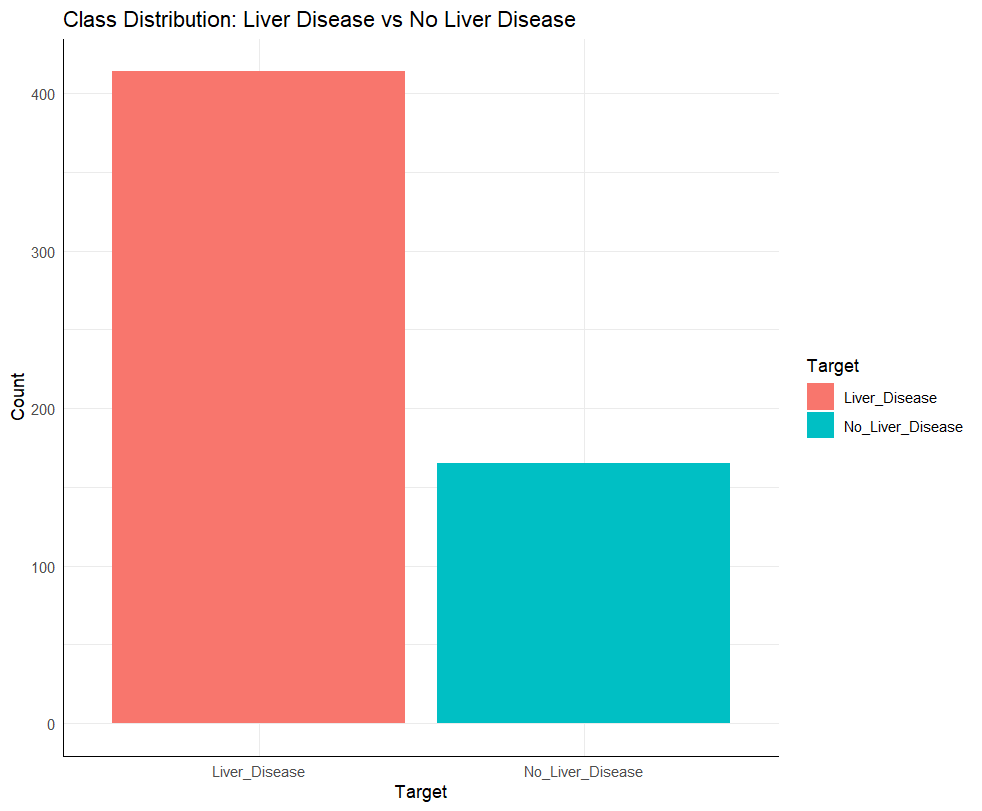 Class Distribution: Liver Disease vs No Liver Disease
Count
400
300
200
100
0
Liver_Disease No_Liver_Disease
Target
Target
Liver_Disease
No_Liver_Disease